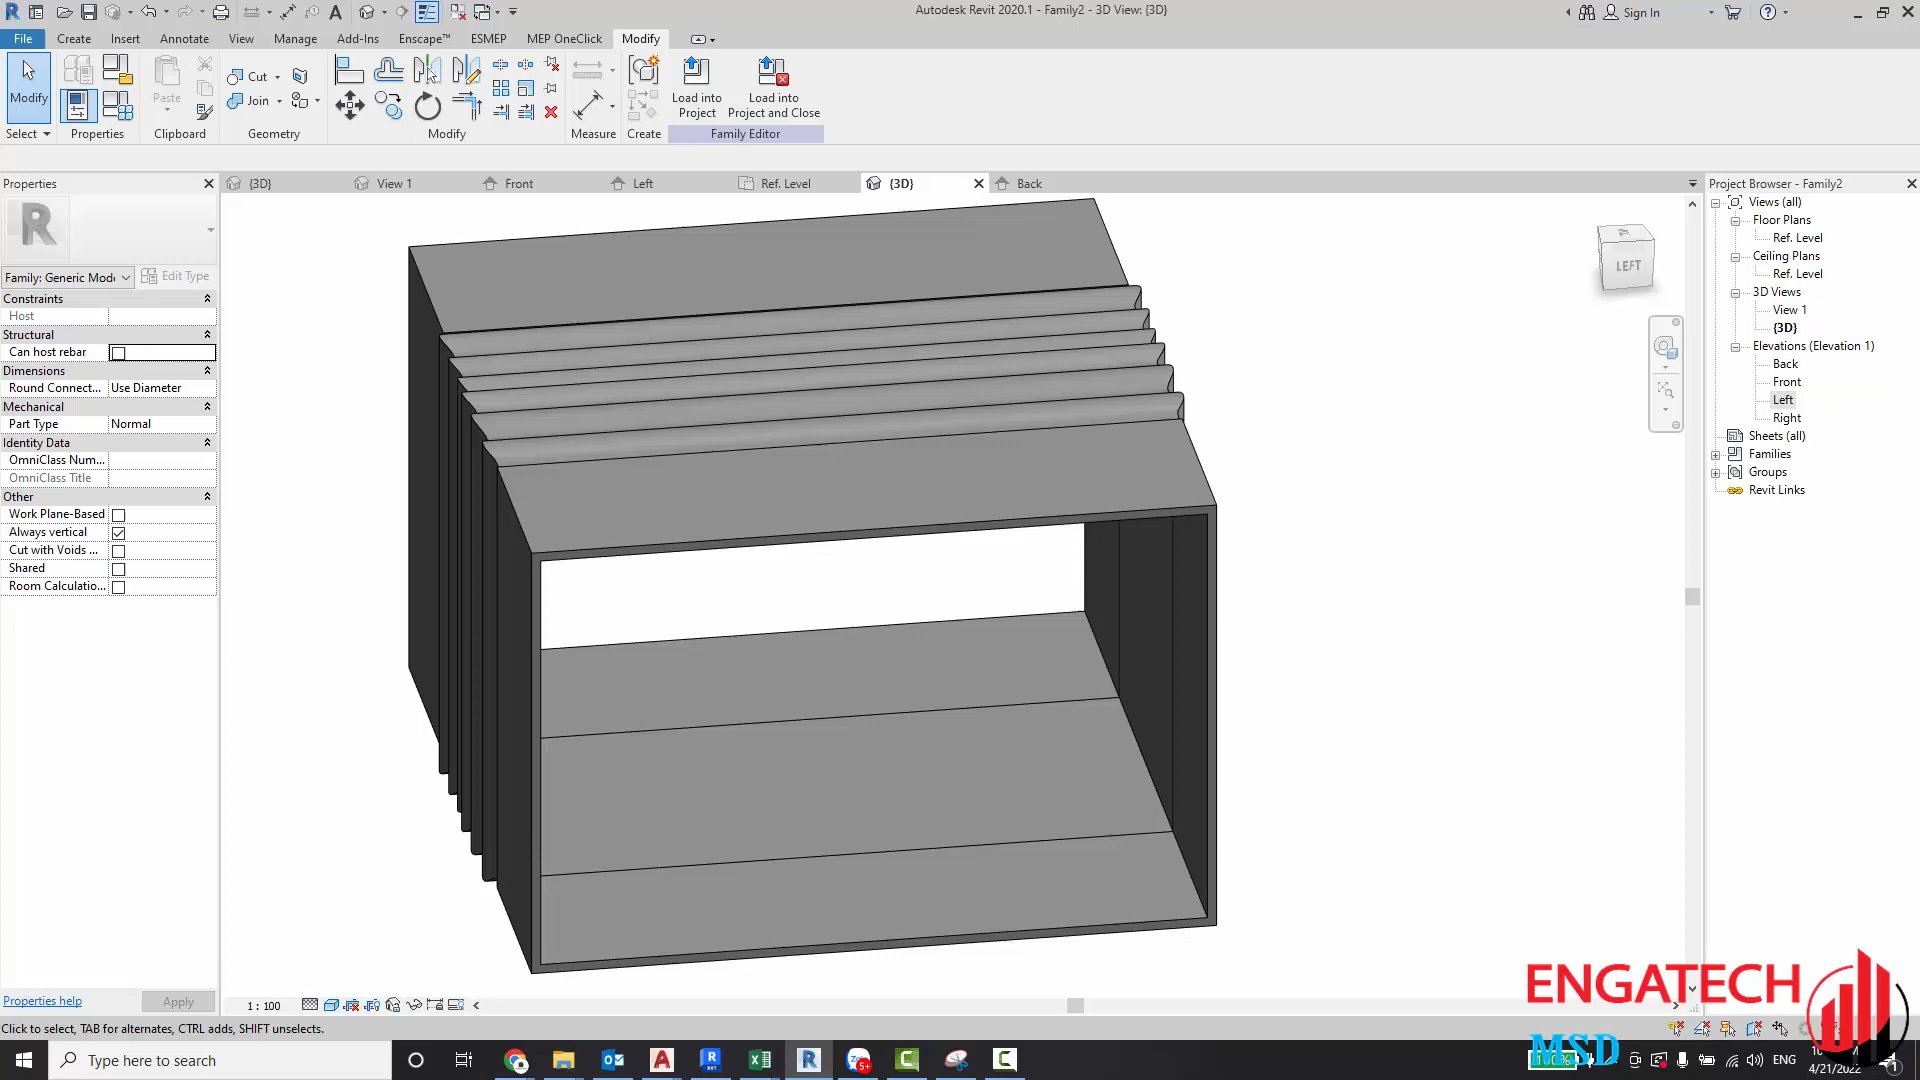 Autodesk Revit 2020.1 - Family2 - 3D View: {3D}
Sign In
File Create Insert Annotate View Manage Add-Ins Enscape™ ESMEP MEP OneClick Modify
Modify
Paste
Cut
Join
Load into Project
Load into Project and Close
Select Properties Clipboard Geometry Modify Measure Create Family Editor
Properties
{3D} View 1 Front Left Ref. Level {3D} Back
Project Browser - Family2
Family: Generic Mode
Edit Type
Constraints
Host
Structural
Can host rebar
Dimensions
Round Connect... Use Diameter
Mechanical
Part Type Normal
Identity Data
OmniClass Num...
OmniClass Title
Other
Work Plane-Based
Always vertical
Cut with Voids ...
Shared
Room Calculatio...
Properties help
Apply
LEFT
Views (all)
Floor Plans
Ref. Level
Ceiling Plans
Ref. Level
3D Views
View 1
{3D}
Elevations (Elevation 1)
Back
Front
Left
Right
Sheets (all)
Families
Groups
Revit Links
1 : 100
Click to select, TAB for alternates, CTRL adds, SHIFT unselects.
ENGATECH
MSD
Type here to search
ENG
4/21/2022